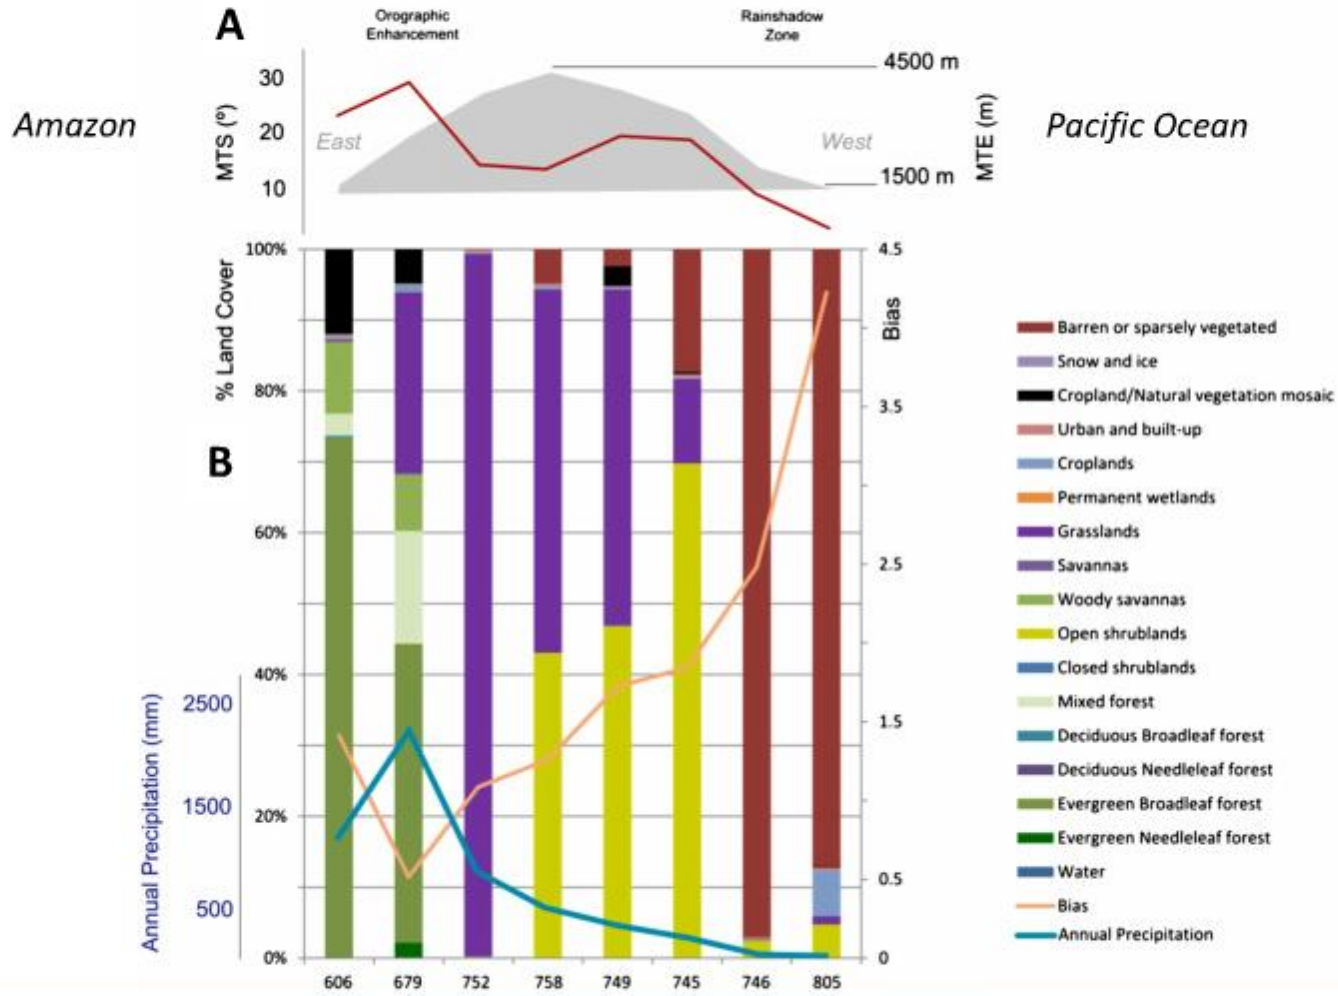 A
Orographic
Enhancement
Rainshadow
Zone
4500 m
30
20
10
MTS (º)
East
West
MTE (m)
1500 m
Amazon
Pacific Ocean
B
100%
80%
60%
40%
20%
0%
% Land Cover
4.5
3.5
2.5
1.5
0.5
0
Bias
2500
1500
500
Annual Precipitation (mm)
606 679 752 758 749 745 746 805
Barren or sparsely vegetated
Snow and ice
Cropland/Natural vegetation mosaic
Urban and built-up
Croplands
Permanent wetlands
Grasslands
Savannas
Woody savannas
Open shrublands
Closed shrublands
Mixed forest
Deciduous Broadleaf forest
Deciduous Needleleaf forest
Evergreen Broadleaf forest
Evergreen Needleleaf forest
Water
Bias
Annual Precipitation